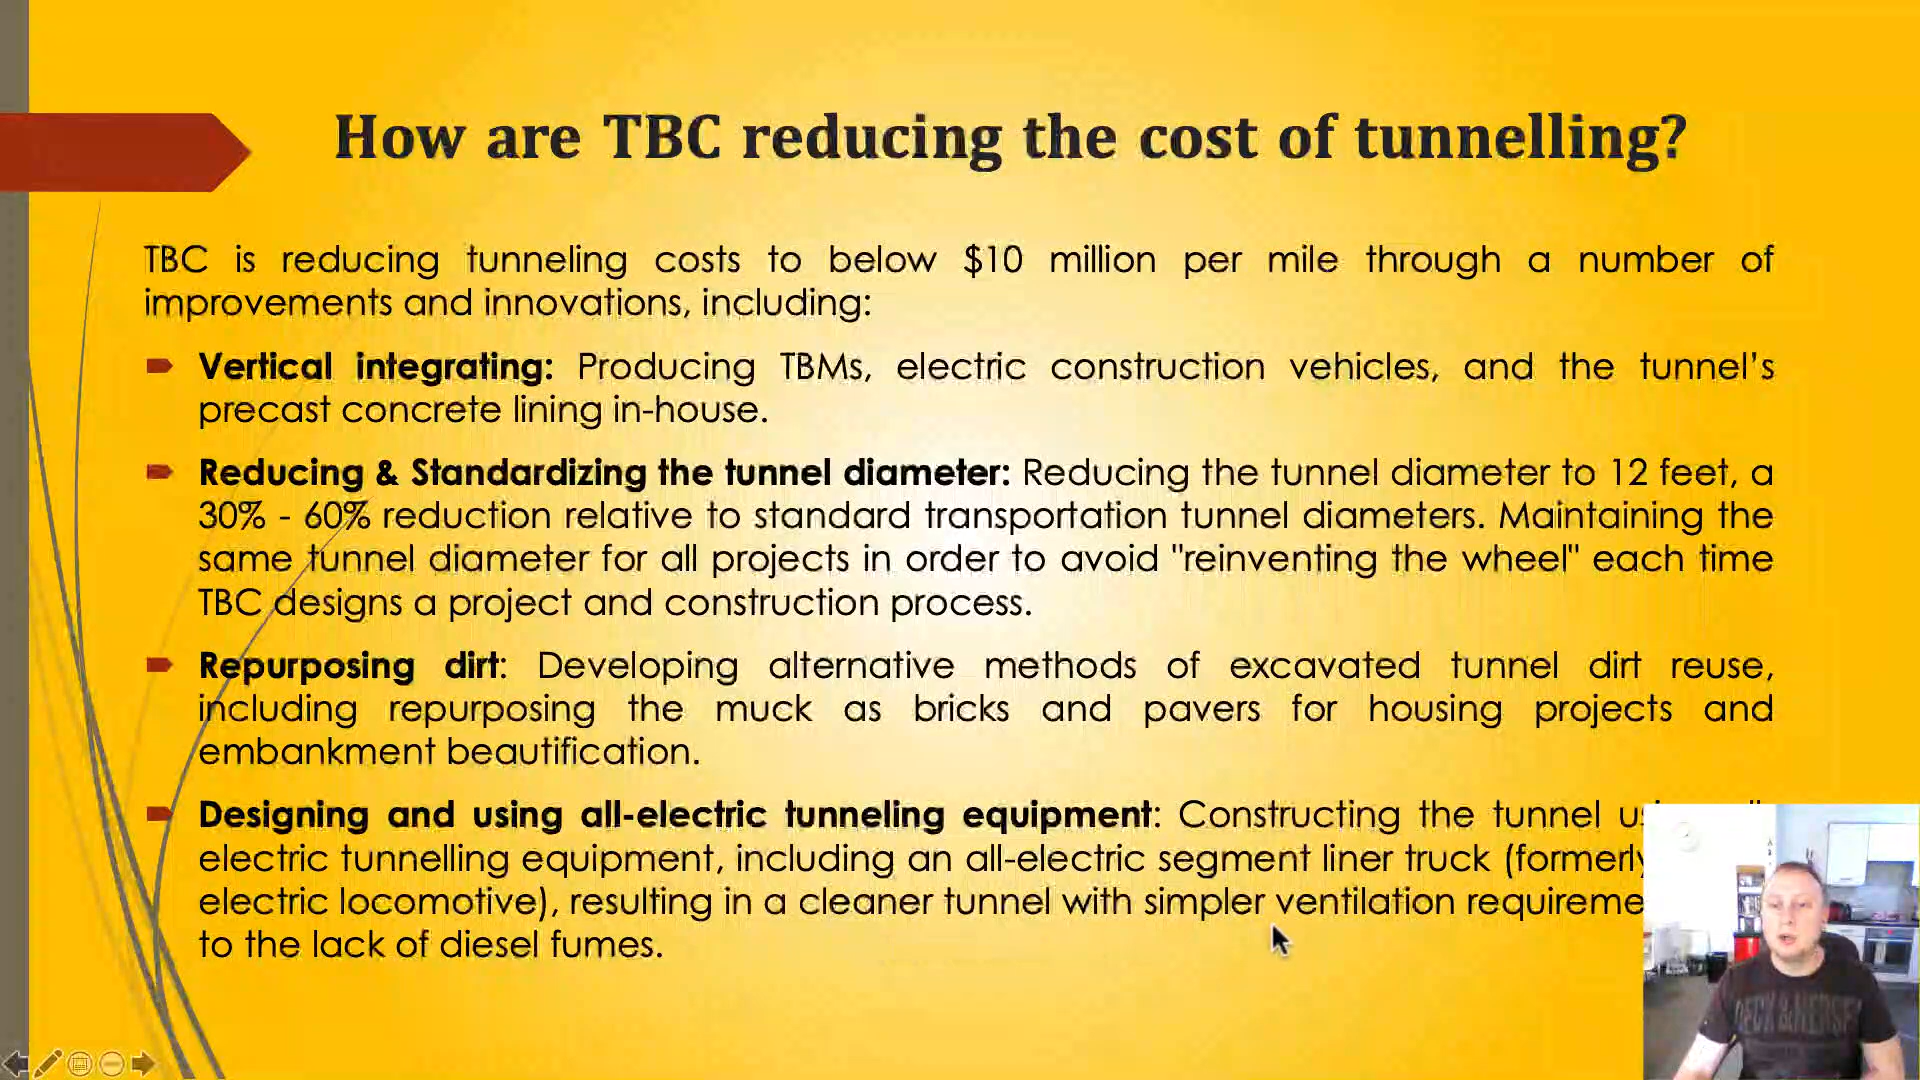 How are TBC reducing the cost of tunnelling?
TBC is reducing tunneling costs to below $10 million per mile through a number of
improvements and innovations, including:
Vertical integrating: Producing TBMs, electric construction vehicles, and the tunnel’s
precast concrete lining in-house.
Reducing & Standardizing the tunnel diameter: Reducing the tunnel diameter to 12 feet, a
30% - 60% reduction relative to standard transportation tunnel diameters. Maintaining the
same tunnel diameter for all projects in order to avoid "reinventing the wheel" each time
TBC designs a project and construction process.
Repurposing dirt: Developing alternative methods of excavated tunnel dirt reuse,
including repurposing the muck as bricks and pavers for housing projects and
embankment beautification.
Designing and using all-electric tunneling equipment: Constructing the tunnel
electric tunnelling equipment, including an all-electric segment liner truck (formerly
electric locomotive), resulting in a cleaner tunnel with simpler ventilation
to the lack of diesel fumes.